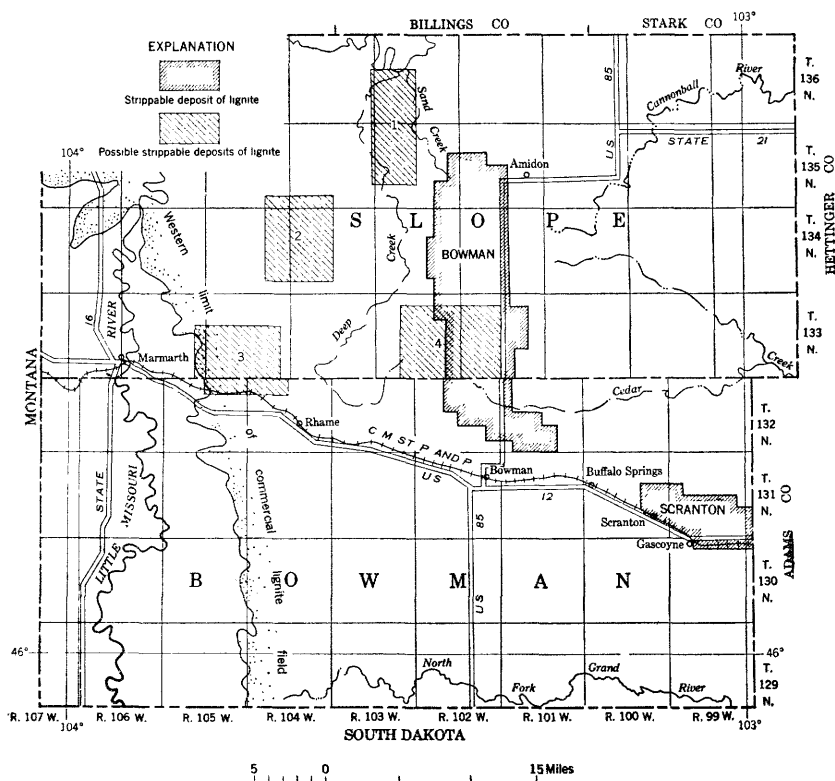 BILLINGS CO
STARK CO
103°
EXPLANATION
Strippable deposit of lignite
Possible strippable deposits of lignite
104°
85
US
Cannonball
River
T.
136
N.
Sand
Creek
1
STATE 21
Amidon
T.
135
N.
HETTINGER CO
Western
limit
of
commercial
lignite
field
2
S L O P E
BOWMAN
Creek
Deep
T.
134
N.
16
RIVER
Marmarth
3
4
T.
133
N.
Creek
Cedar
MONTANA
Rhame
C M ST P AND P
US
12
T.
132
N.
Bowman
Buffalo Springs
SCRANTON
Scranton
Gascoyne
T.
131
N.
ADAMS CO
STATE
LITTLE MISSOURI
85
US
B O W M A N
T.
130
N.
46°
46°
North
Fork
Grand
River
T.
129
N.
R. 107 W. R. 106 W. R. 105 W. R. 104 W. R. 103 W. R. 102 W. R. 101 W. R. 100 W. R. 99 W.
104°
103°
SOUTH DAKOTA
5 0 15 Miles